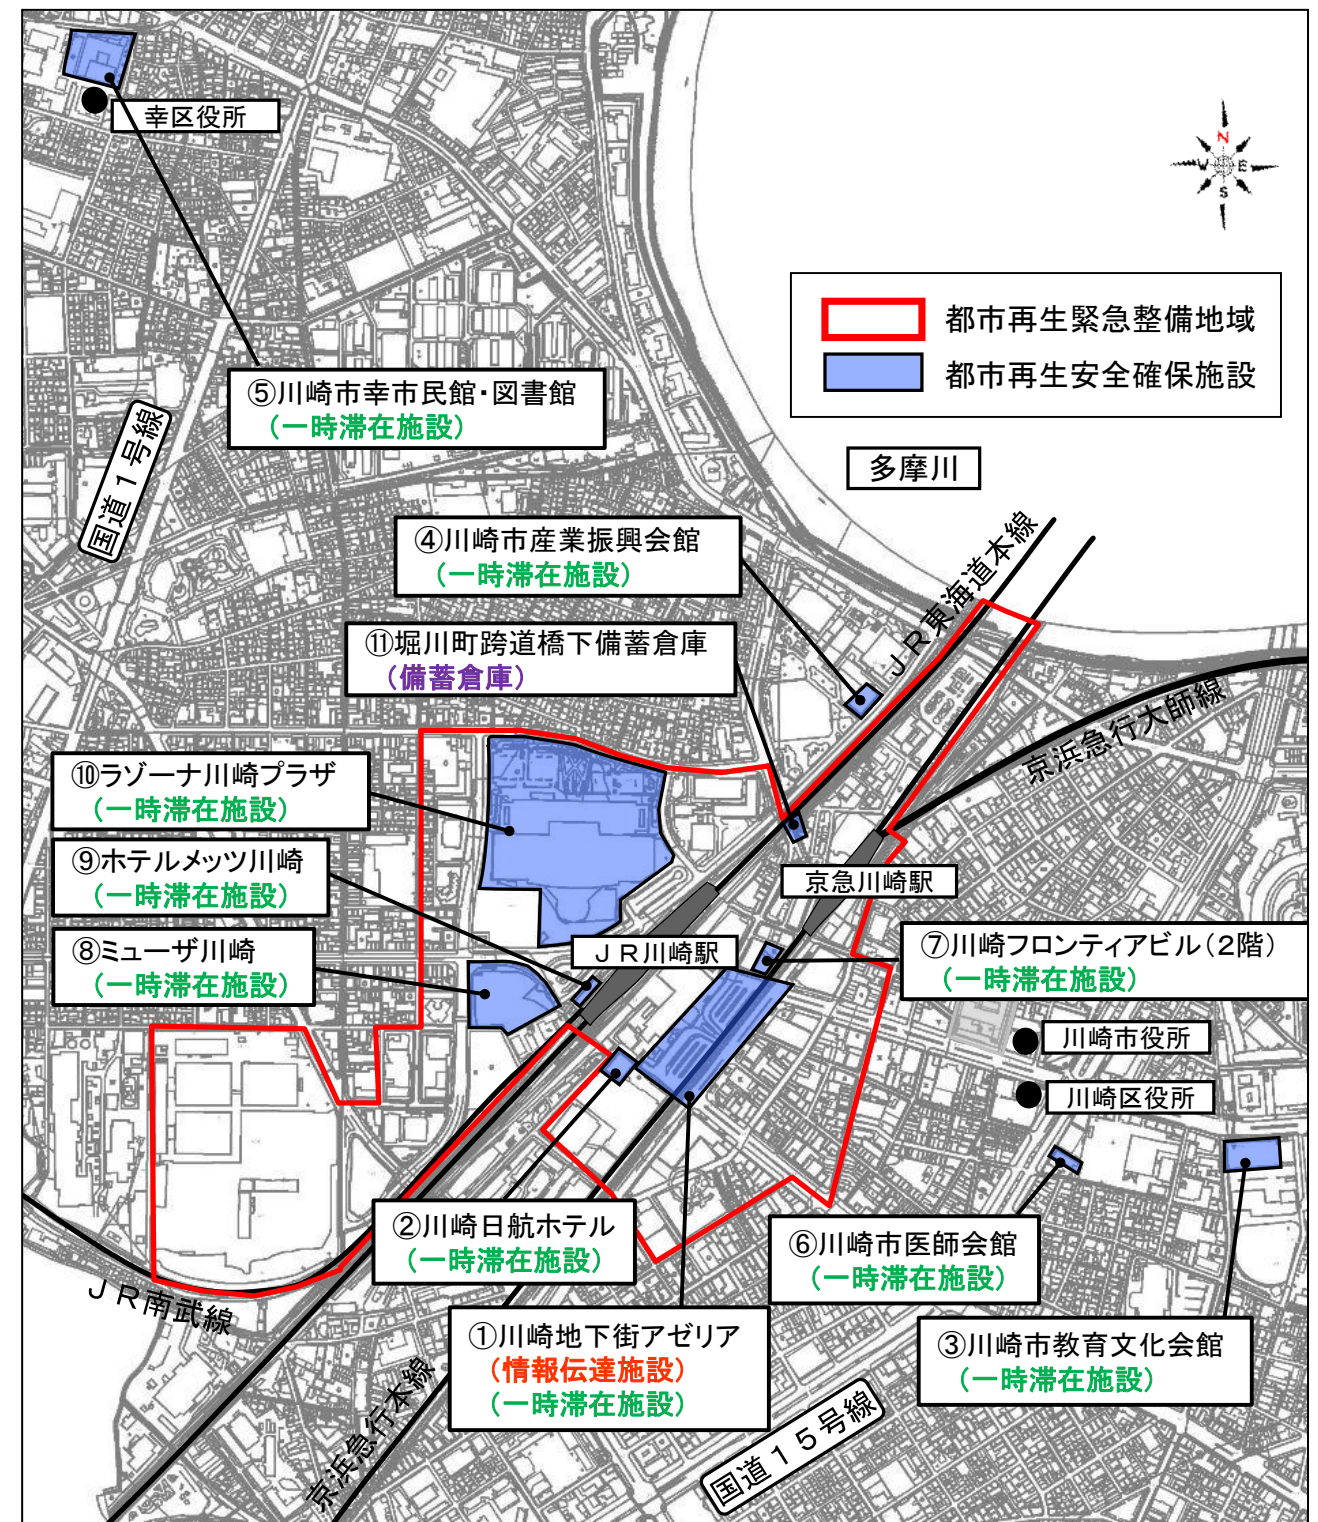 幸区役所
N
W
E
S
都市再生緊急整備地域
都市再生安全確保施設
⑤川崎市幸市民館・図書館
(一時滞在施設)
国道1号線
多摩川
④川崎市産業振興会館
(一時滞在施設)
JR東海道本線
⑪堀川町跨道橋下備蓄倉庫
(備蓄倉庫)
京浜急行大師線
⑩ラゾーナ川崎プラザ
(一時滞在施設)
⑨ホテルメッツ川崎
(一時滞在施設)
京急川崎駅
⑧ミューザ川崎
(一時滞在施設)
JR川崎駅
⑦川崎フロンティアビル(2階)
(一時滞在施設)
川崎市役所
川崎区役所
②川崎日航ホテル
(一時滞在施設)
⑥川崎市医師会館
(一時滞在施設)
JR南武線
①川崎地下街アゼリア
(情報伝達施設)
(一時滞在施設)
③川崎市教育文化会館
(一時滞在施設)
京浜急行本線
国道15号線